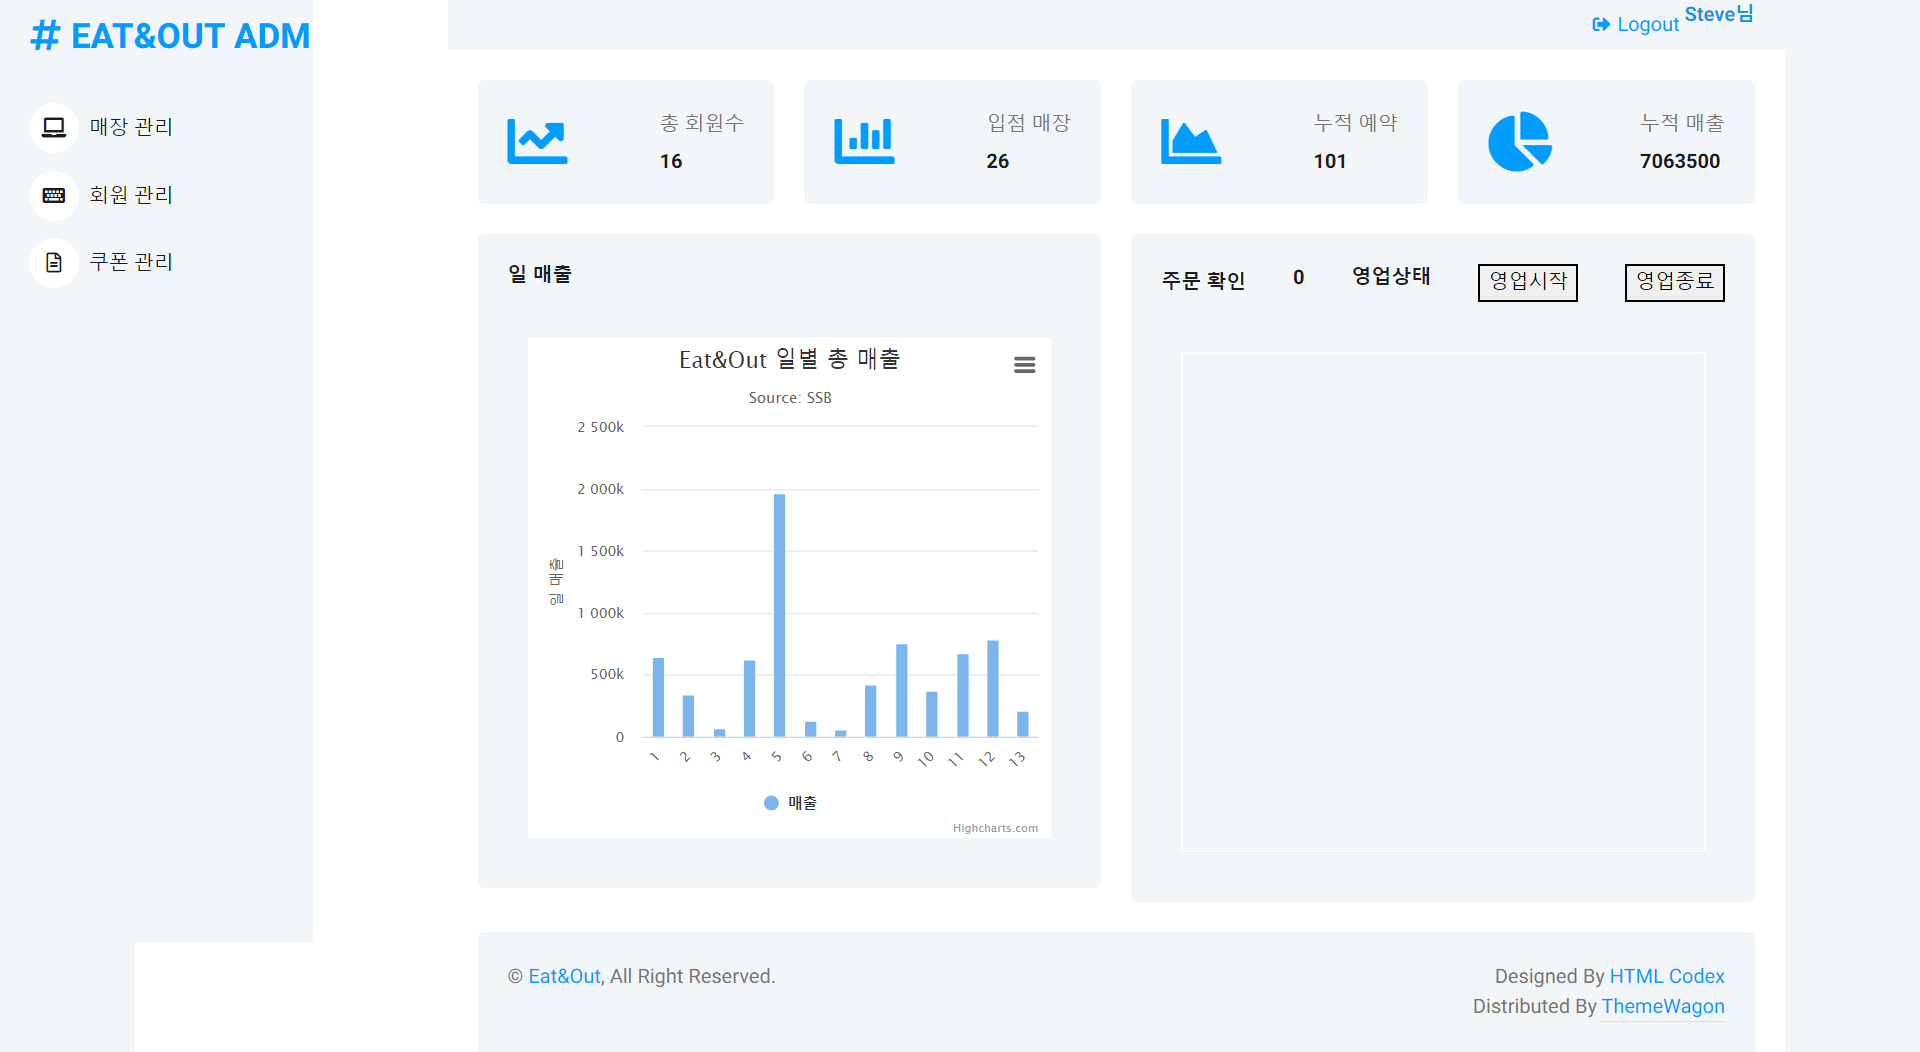 # EAT&OUT ADM
매장 관리
회원 관리
쿠폰 관리
Logout Steve님
총 회원수
16
입점 매장
26
누적 예약
101
누적 매출
7063500
일 매출
Eat&Out 일별 총 매출
Source: SSB
일 매출
2 500k
2 000k
1 500k
1 000k
500k
0
1 2 3 4 5 6 7 8 9 10 11 12 13
매출
Highcharts.com
주문 확인 0 영업상태 영업시작 영업종료
© Eat&Out, All Right Reserved.
Designed By HTML Codex
Distributed By ThemeWagon